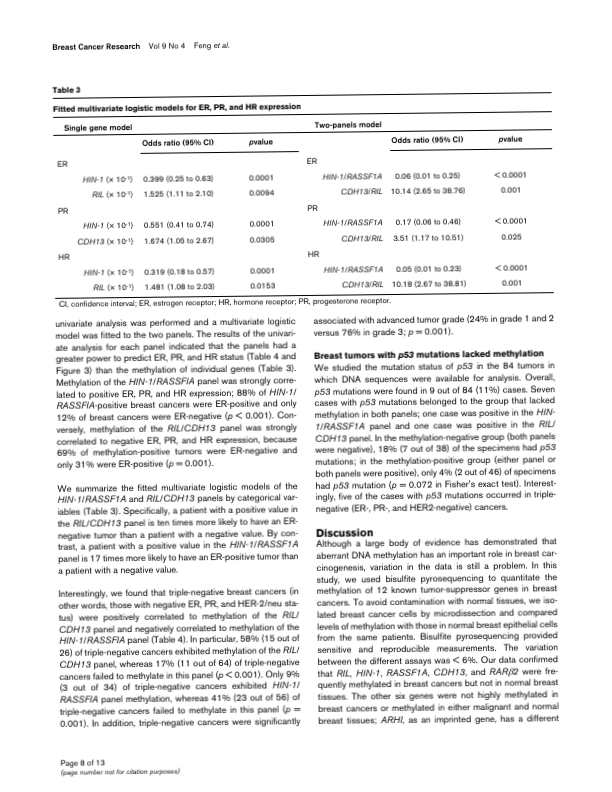 Breast Cancer Research Vol 9 No 4 Feng et al.
Table 3
Fitted multivariate logistic models for ER, PR, and HR expression
Single gene model Two-panels model
Odds ratio (95% CI) pvalue Odds ratio (95% CI) pvalue
ER ER
HIN-1 (× 10⁻¹) 0.399 (0.25 to 0.63) 0.0001 HIN-1/RASSF1A 0.06 (0.01 to 0.25) < 0.0001
RIL (× 10⁻¹) 1.525 (1.11 to 2.10) 0.0094 CDH13/RIL 10.14 (2.65 to 38.76) 0.001
PR PR
HIN-1 (× 10⁻¹) 0.551 (0.41 to 0.74) 0.0001 HIN-1/RASSF1A 0.17 (0.06 to 0.46) < 0.0001
CDH13 (× 10⁻¹) 1.674 (1.05 to 2.67) 0.0305 CDH13/RIL 3.51 (1.17 to 10.51) 0.025
HR HR
HIN-1 (× 10⁻¹) 0.319 (0.18 to 0.57) 0.0001 HIN-1/RASSF1A 0.05 (0.01 to 0.23) < 0.0001
RIL (× 10⁻¹) 1.481 (1.08 to 2.03) 0.0153 CDH13/RIL 10.18 (2.67 to 38.81) 0.001
CI, confidence interval; ER, estrogen receptor; HR, hormone receptor; PR, progesterone receptor.
univariate analysis was performed and a multivariate logistic
model was fitted to the two panels. The results of the univari-
ate analysis for each panel indicated that the panels had a
greater power to predict ER, PR, and HR status (Table 4 and
Figure 3) than the methylation of individual genes (Table 3).
Methylation of the HIN-1/RASSFIA panel was strongly corre-
lated to positive ER, PR, and HR expression; 88% of HIN-1/
RASSFIA-positive breast cancers were ER-positive and only
12% of breast cancers were ER-negative (p < 0.001). Con-
versely, methylation of the RIL/CDH13 panel was strongly
correlated to negative ER, PR, and HR expression, because
69% of methylation-positive tumors were ER-negative and
only 31% were ER-positive (p = 0.001).
We summarize the fitted multivariate logistic models of the
HIN-1/RASSF1A and RIL/CDH13 panels by categorical var-
iables (Table 3). Specifically, a patient with a positive value in
the RIL/CDH13 panel is ten times more likely to have an ER-
negative tumor than a patient with a negative value. By con-
trast, a patient with a positive value in the HIN-1/RASSF1A
panel is 17 times more likely to have an ER-positive tumor than
a patient with a negative value.
Interestingly, we found that triple-negative breast cancers (in
other words, those with negative ER, PR, and HER-2/neu sta-
tus) were positively correlated to methylation of the RIL/
CDH13 panel and negatively correlated to methylation of the
HIN-1/RASSFIA panel (Table 4). In particular, 58% (15 out of
26) of triple-negative cancers exhibited methylation of the RIL/
CDH13 panel, whereas 17% (11 out of 64) of triple-negative
cancers failed to methylate in this panel (p < 0.001). Only 9%
(3 out of 34) of triple-negative cancers exhibited HIN-1/
RASSFIA panel methylation, whereas 41% (23 out of 56) of
triple-negative cancers failed to methylate in this panel (p =
0.001). In addition, triple-negative cancers were significantly
associated with advanced tumor grade (24% in grade 1 and 2
versus 76% in grade 3; p = 0.001).
Breast tumors with p53 mutations lacked methylation
We studied the mutation status of p53 in the 84 tumors in
which DNA sequences were available for analysis. Overall,
p53 mutations were found in 9 out of 84 (11%) cases. Seven
cases with p53 mutations belonged to the group that lacked
methylation in both panels; one case was positive in the HIN-
1/RASSF1A panel and one case was positive in the RIL/
CDH13 panel. In the methylation-negative group (both panels
were negative), 18% (7 out of 38) of the specimens had p53
mutations; in the methylation-positive group (either panel or
both panels were positive), only 4% (2 out of 46) of specimens
had p53 mutation (p = 0.072 in Fisher's exact test). Interest-
ingly, five of the cases with p53 mutations occurred in triple-
negative (ER-, PR-, and HER2-negative) cancers.
Discussion
Although a large body of evidence has demonstrated that
aberrant DNA methylation has an important role in breast car-
cinogenesis, variation in the data is still a problem. In this
study, we used bisulfite pyrosequencing to quantitate the
methylation of 12 known tumor-suppressor genes in breast
cancers. To avoid contamination with normal tissues, we iso-
lated breast cancer cells by microdissection and compared
levels of methylation with those in normal breast epithelial cells
from the same patients. Bisulfite pyrosequencing provided
sensitive and reproducible measurements. The variation
between the different assays was < 6%. Our data confirmed
that RIL, HIN-1, RASSF1A, CDH13, and RARβ2 were fre-
quently methylated in breast cancers but not in normal breast
tissues. The other six genes were not highly methylated in
breast cancers or methylated in either malignant and normal
breast tissues; ARHI, as an imprinted gene, has a different
Page 8 of 13
(page number not for citation purposes)